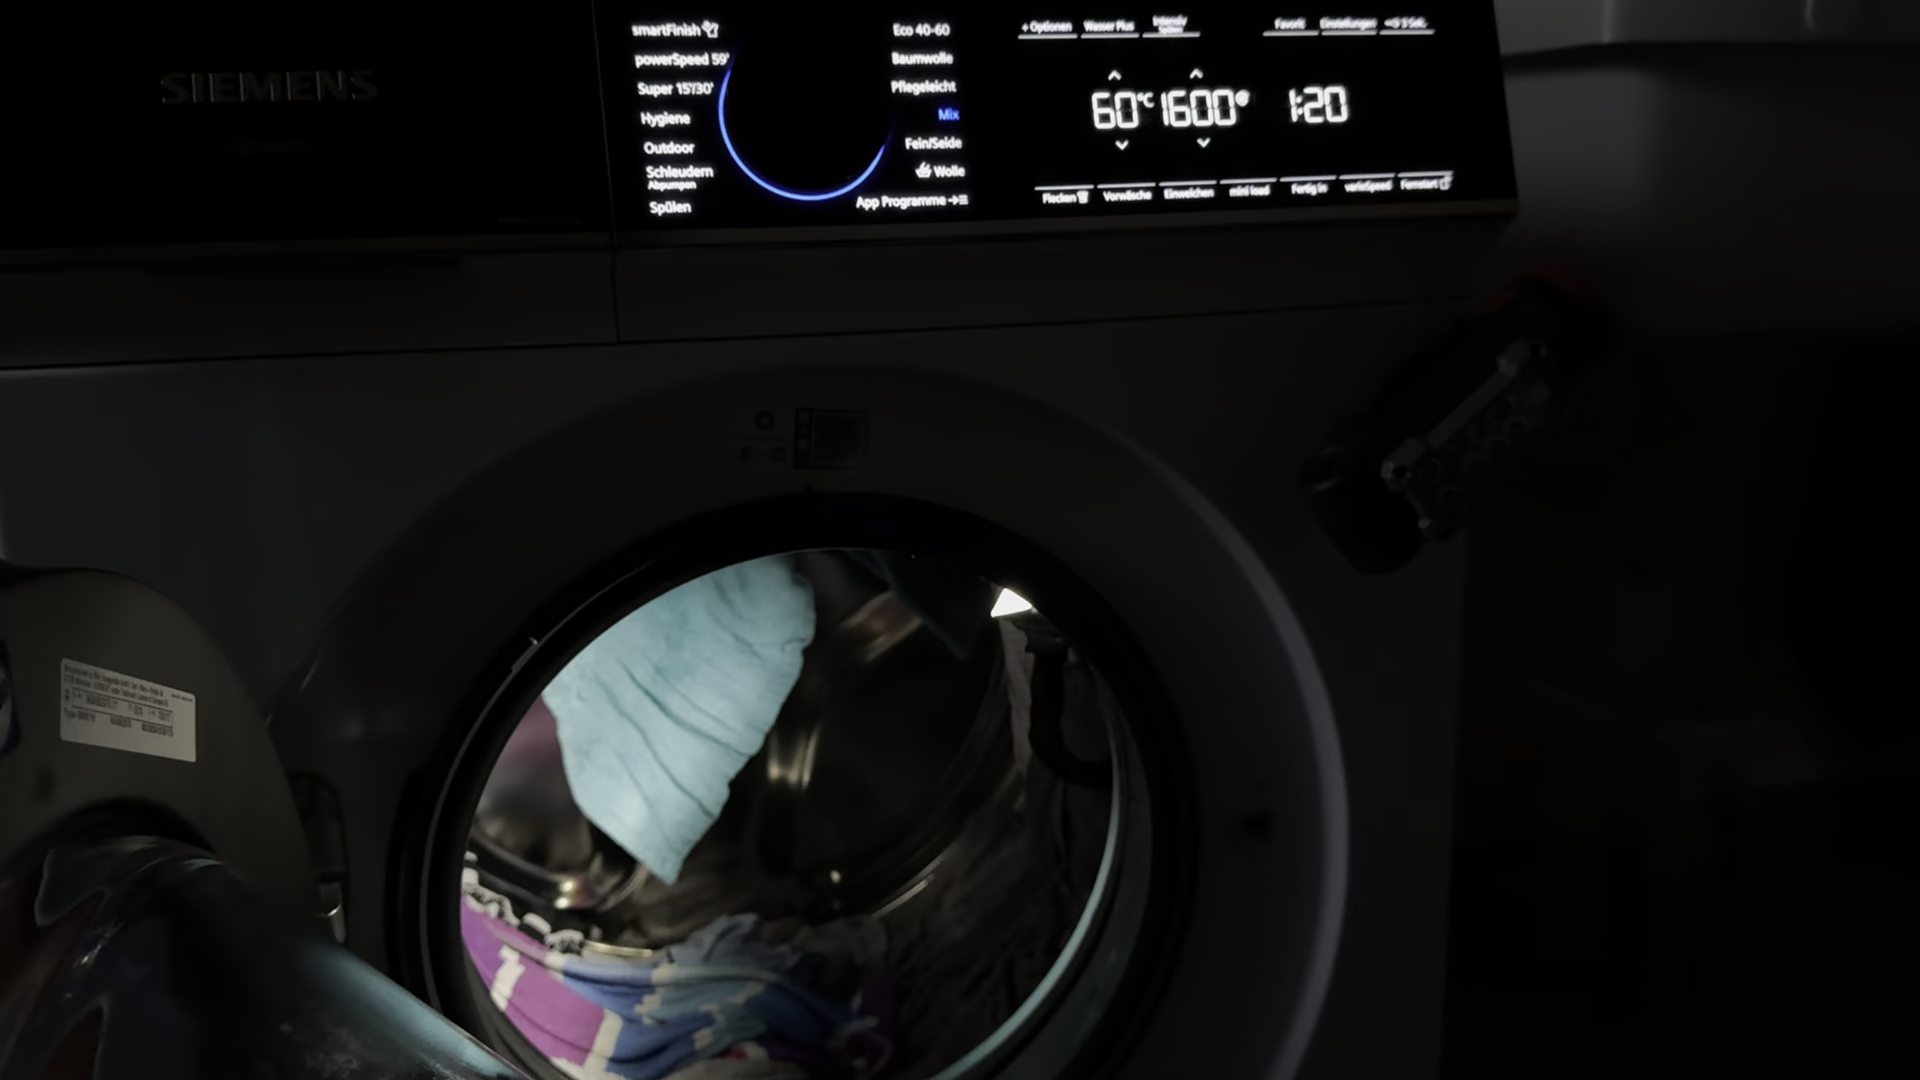 SIEMENS
smartFinish
powerSpeed 59'
Super 15'/30'
Hygiene
Outdoor
Schleudern
Abpumpen
Spülen
Eco 40-60
Baumwolle
Pflegeleicht
Mix
Fein/Seide
Wolle
App Programme
+ Optionen Wasser Plus Intensiv Spülen Favorit Einstellungen
60°C 1600 1:20
Flecken Vorwäsche Einweichen mini load Fertig in varioSpeed Fernstart